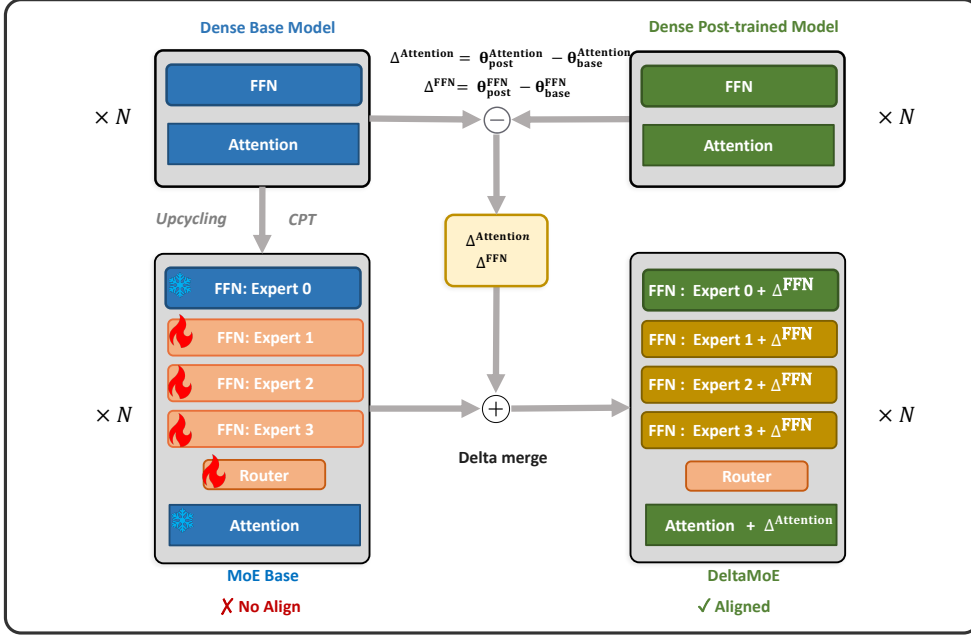 Dense Base Model
Dense Post-trained Model
Δ^Attention = θ_post^Attention − θ_base^Attention
Δ^FFN = θ_post^FFN − θ_base^FFN
× N
FFN
Attention
−
FFN
Attention
× N
Upcycling
CPT
Δ^Attention
Δ^FFN
× N
FFN: Expert 0
FFN: Expert 1
FFN: Expert 2
FFN: Expert 3
Router
Attention
MoE Base
✗ No Align
+
Delta merge
FFN : Expert 0 + Δ^FFN
FFN : Expert 1 + Δ^FFN
FFN : Expert 2 + Δ^FFN
FFN : Expert 3 + Δ^FFN
Router
Attention + Δ^Attention
× N
DeltaMoE
✓ Aligned